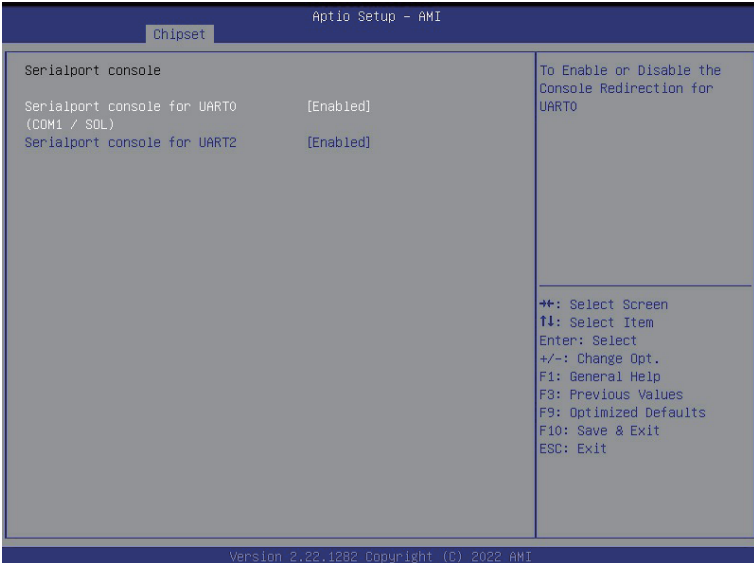 Aptio Setup – AMI
Chipset
Serialport console
Serialport console for UART0 [Enabled]
(COM1 / SOL)
Serialport console for UART2 [Enabled]
To Enable or Disable the
Console Redirection for
UART0
→←: Select Screen
↑↓: Select Item
Enter: Select
+/-: Change Opt.
F1: General Help
F3: Previous Values
F9: Optimized Defaults
F10: Save & Exit
ESC: Exit
Version 2.22.1282 Copyright (C) 2022 AMI